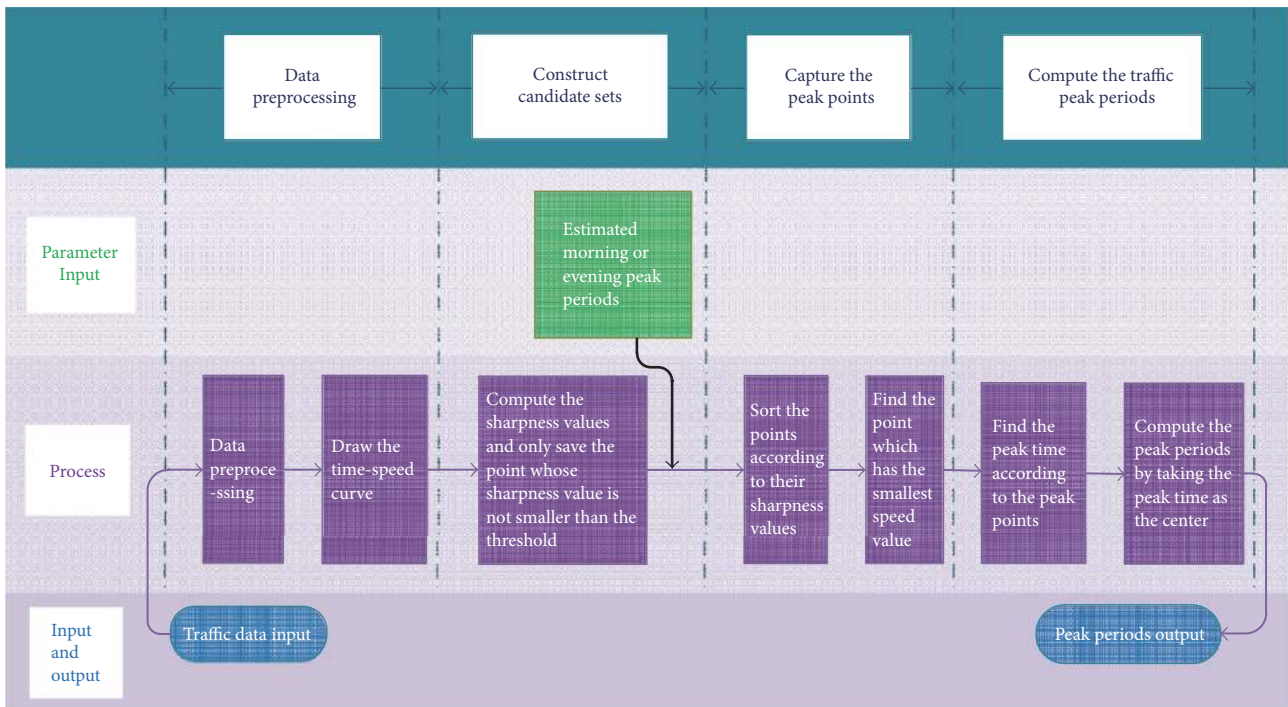 Data
preprocessing
Construct
candidate sets
Capture the
peak points
Compute the traffic
peak periods
Parameter
Input
Estimated
morning or
evening peak
periods
Process
Data
preproce
-ssing
Draw the
time-speed
curve
Compute the
sharpness values
and only save the
point whose
sharpness value is
not smaller than the
threshold
Sort the
points
according
to their
sharpness
values
Find the
point
which
has the
smallest
speed
value
Find the
peak time
according
to the peak
points
Compute the
peak periods
by taking the
peak time as
the center
Input
and
output
Traffic data input
Peak periods output